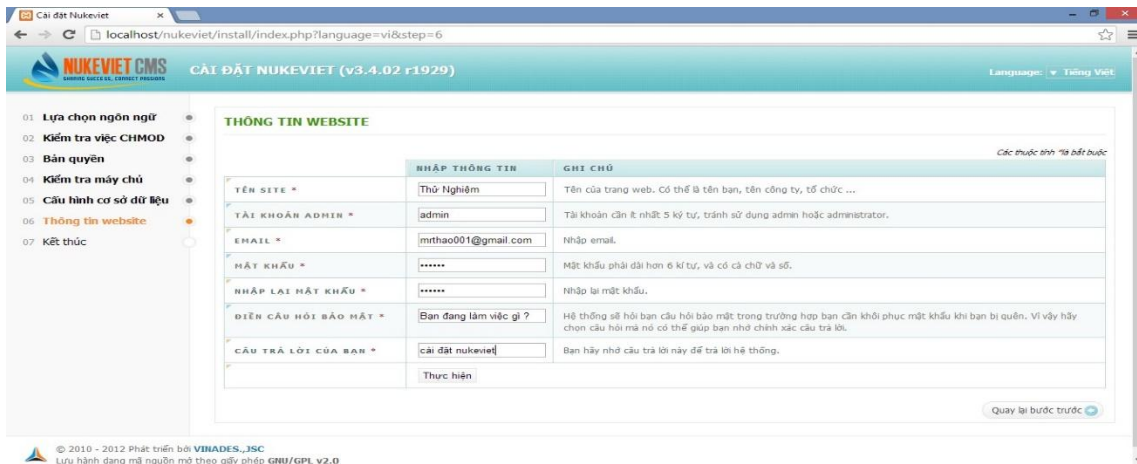 Cài đặt Nukeviet
localhost/nukeviet/install/index.php?language=vi&step=6
NUKEVIET CMS
SHARING SUCCESS, CONNECT PASSIONS
CÀI ĐẶT NUKEVIET (v3.4.02 r1929)
Language: Tiếng Việt
01 Lựa chọn ngôn ngữ
02 Kiểm tra việc CHMOD
03 Bản quyền
04 Kiểm tra máy chủ
05 Cấu hình cơ sở dữ liệu
06 Thông tin website
07 Kết thúc
THÔNG TIN WEBSITE
Các thuộc tính *là bắt buộc
NHẬP THÔNG TIN GHI CHÚ
TÊN SITE * Thử Nghiệm Tên của trang web. Có thể là tên bạn, tên công ty, tổ chức ...
TÀI KHOẢN ADMIN * admin Tài khoản cần ít nhất 5 ký tự, tránh sử dụng admin hoặc administrator.
EMAIL * mrthao001@gmail.com Nhập email.
MẬT KHẨU * •••••• Mật khẩu phải dài hơn 6 kí tự, và có cả chữ và số.
NHẬP LẠI MẬT KHẨU * •••••• Nhập lại mật khẩu.
ĐIỀN CÂU HỎI BẢO MẬT * Bạn đang làm việc gì ? Hệ thống sẽ hỏi bạn câu hỏi bảo mật trong trường hợp bạn cần khôi phục mật khẩu khi bạn bị quên. Vì vậy hãy
chọn câu hỏi mà nó có thể giúp bạn nhớ chính xác câu trả lời.
CÂU TRẢ LỜI CỦA BẠN * cài đặt nukeviet Bạn hãy nhớ câu trả lời này để trả lời hệ thống.
Thực hiện
Quay lại bước trước
© 2010 - 2012 Phát triển bởi VINADES.,JSC
Lưu hành dạng mã nguồn mở theo giấy phép GNU/GPL v2.0